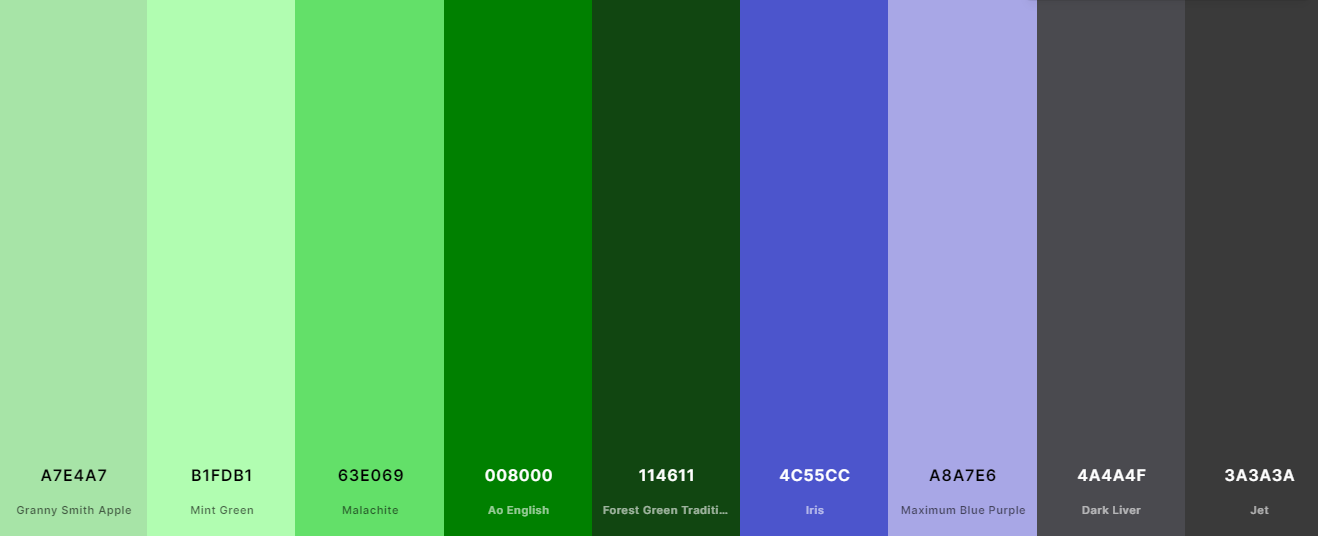 A7E4A7
Granny Smith Apple
B1FDB1
Mint Green
63E069
Malachite
008000
Ao English
114611
Forest Green Traditi...
4C55CC
Iris
A8A7E6
Maximum Blue Purple
4A4A4F
Dark Liver
3A3A3A
Jet